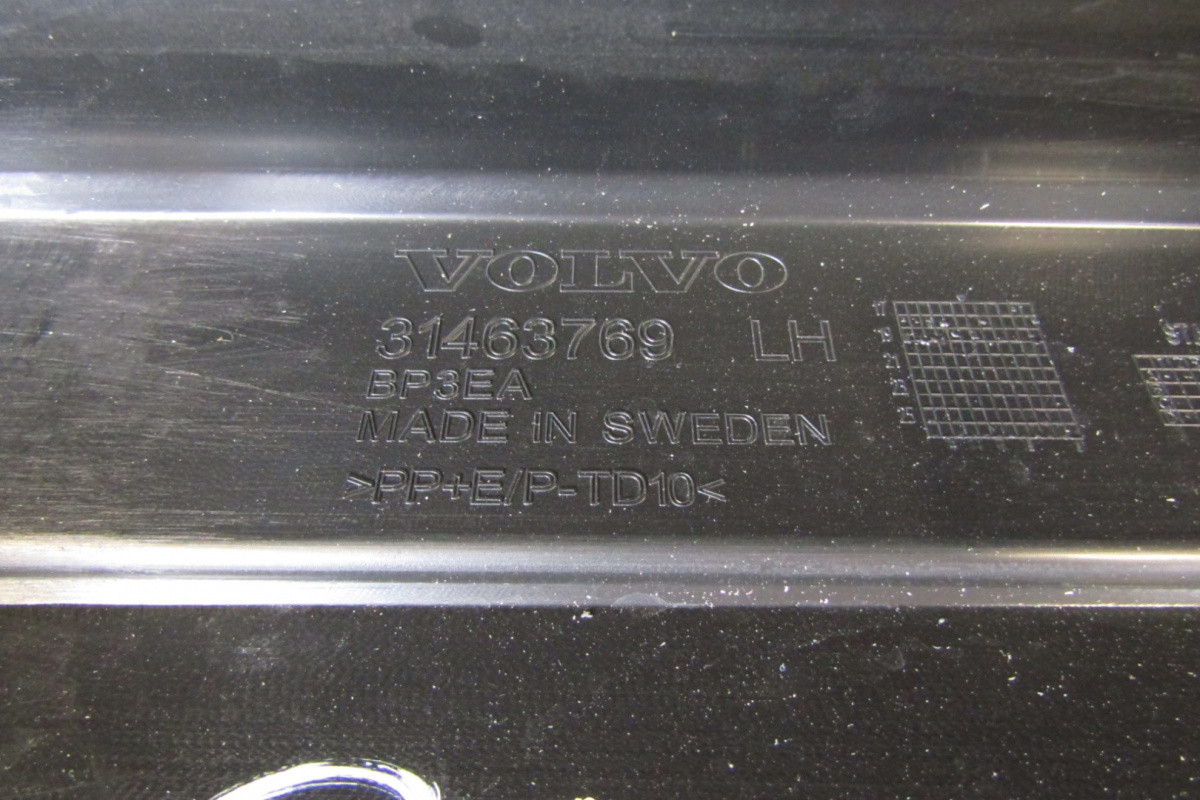 VOLVO
31463769 LH
BP3EA
MADE IN SWEDEN
>PP+E/P-TD10<